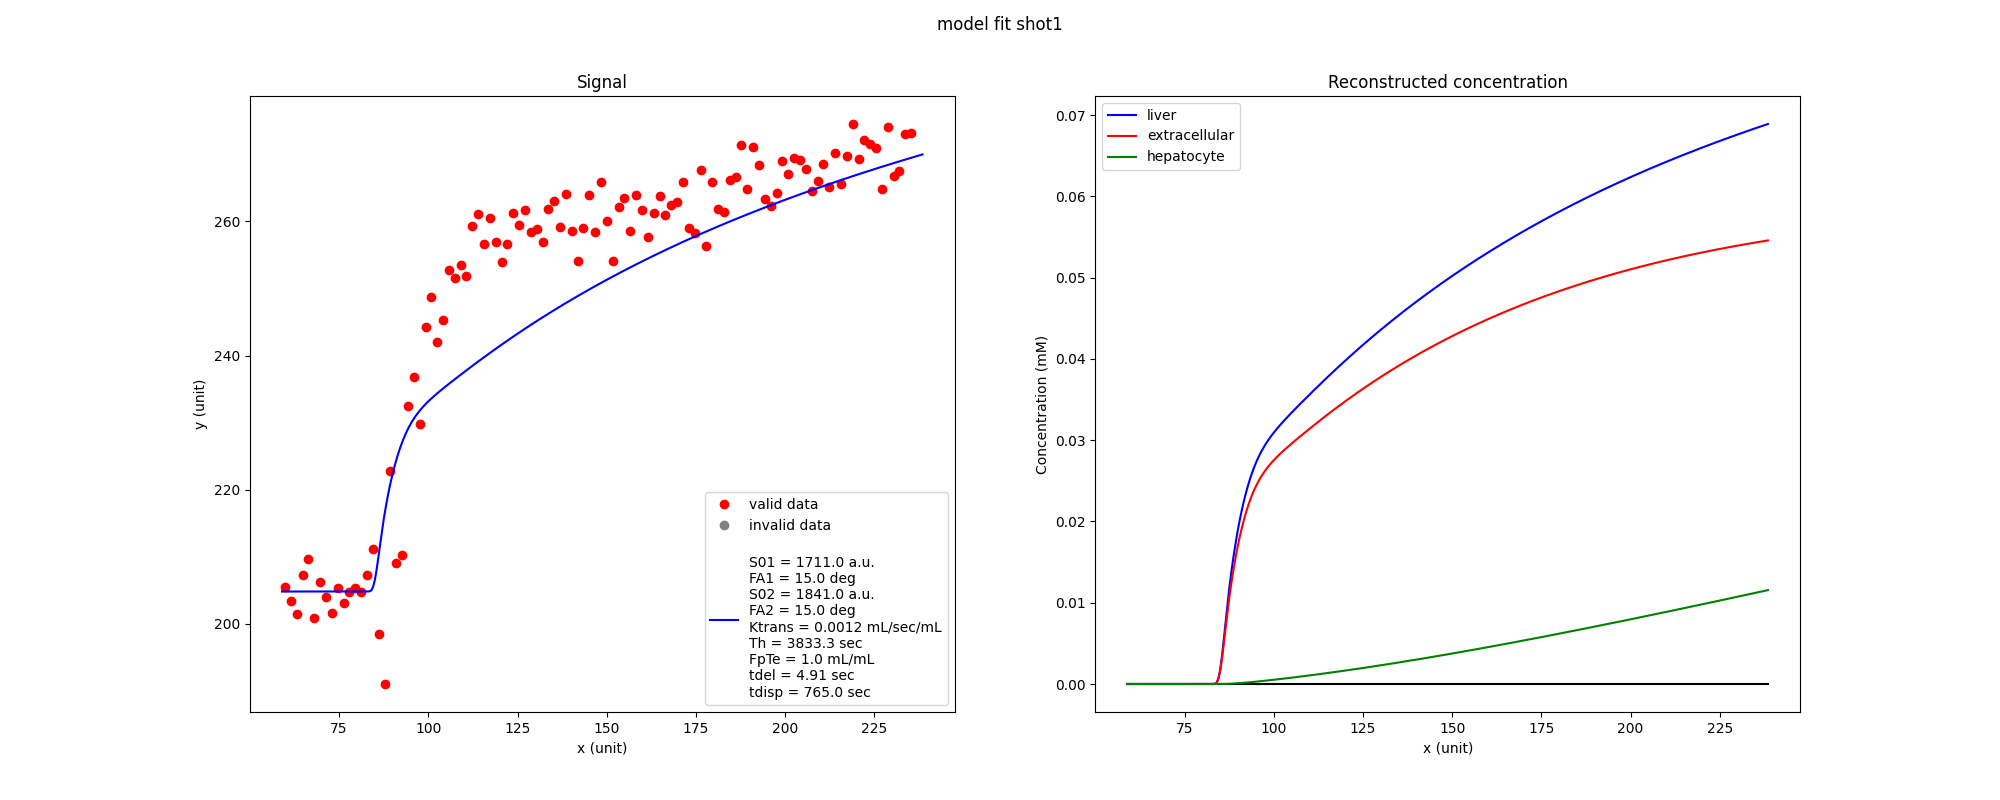 model fit shot1
Signal
y (unit)
260
240
220
200
75 100 125 150 175 200 225
x (unit)
valid data
invalid data
S01 = 1711.0 a.u.
FA1 = 15.0 deg
S02 = 1841.0 a.u.
FA2 = 15.0 deg
Ktrans = 0.0012 mL/sec/mL
Th = 3833.3 sec
FpTe = 1.0 mL/mL
tdel = 4.91 sec
tdisp = 765.0 sec
Reconstructed concentration
liver
extracellular
hepatocyte
Concentration (mM)
0.07
0.06
0.05
0.04
0.03
0.02
0.01
0.00
75 100 125 150 175 200 225
x (unit)